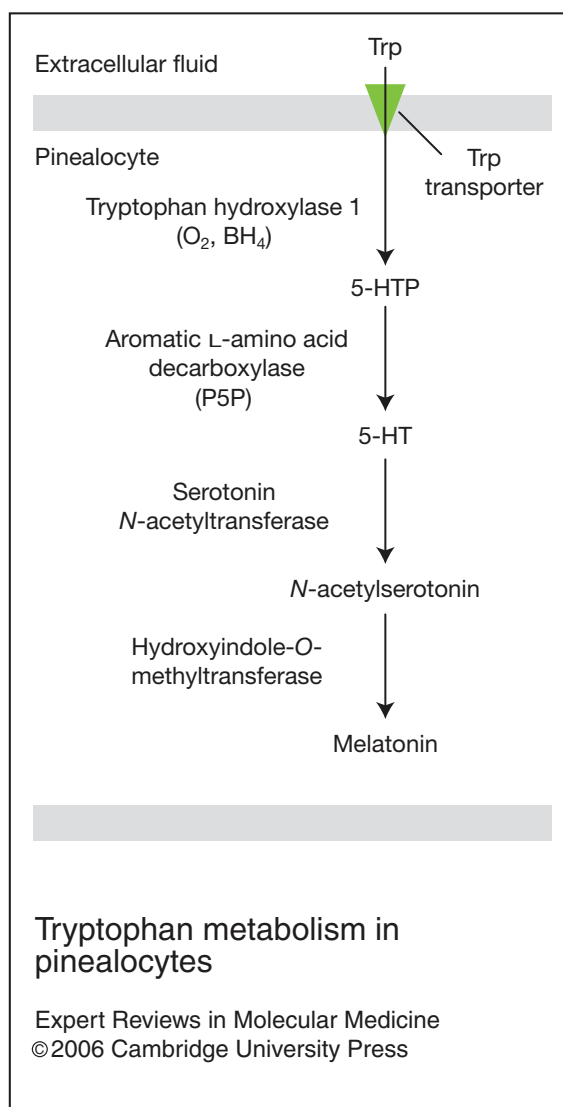 Trp
Extracellular fluid
Pinealocyte
Trp
transporter
Tryptophan hydroxylase 1
(O₂, BH₄)
5-HTP
Aromatic ʟ-amino acid
decarboxylase
(P5P)
5-HT
Serotonin
N-acetyltransferase
N-acetylserotonin
Hydroxyindole-O-
methyltransferase
Melatonin
Tryptophan metabolism in
pinealocytes
Expert Reviews in Molecular Medicine
©2006 Cambridge University Press